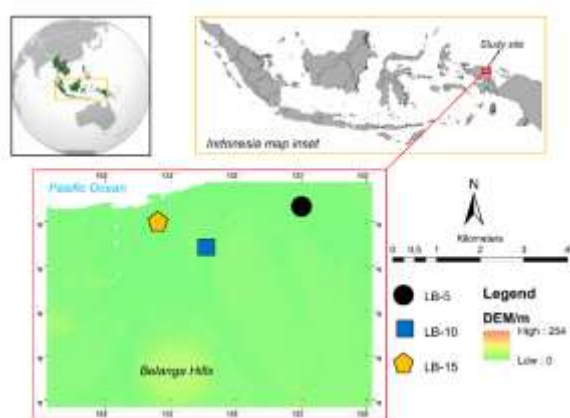 Study site
Indonesia map inset
Pacific Ocean
N
Kilometers
0 0.5 1 2 3 4
LB-5
Legend
DEM/m
LB-10
High : 254
Low : 0
LB-15
Belanga Hills